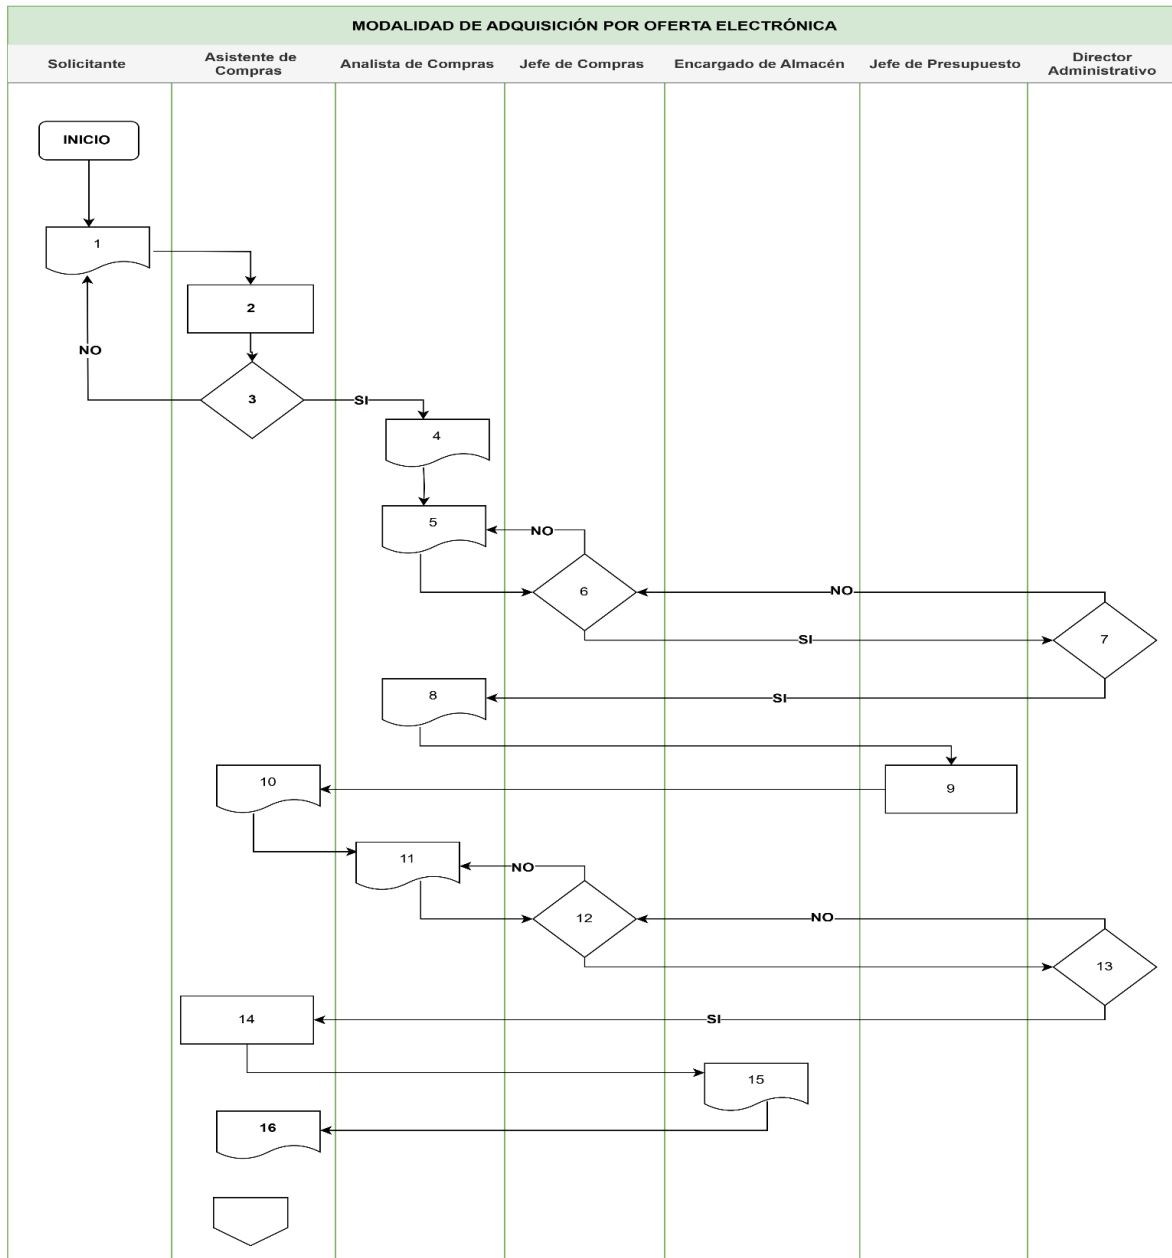 MODALIDAD DE ADQUISICIÓN POR OFERTA ELECTRÓNICA
Solicitante
Asistente de
Compras
Analista de Compras
Jefe de Compras
Encargado de Almacén
Jefe de Presupuesto
Director
Administrativo
INICIO
1
2
NO
3
SI
4
5
NO
6
NO
SI
7
8
SI
9
10
11
NO
12
NO
13
14
SI
15
16